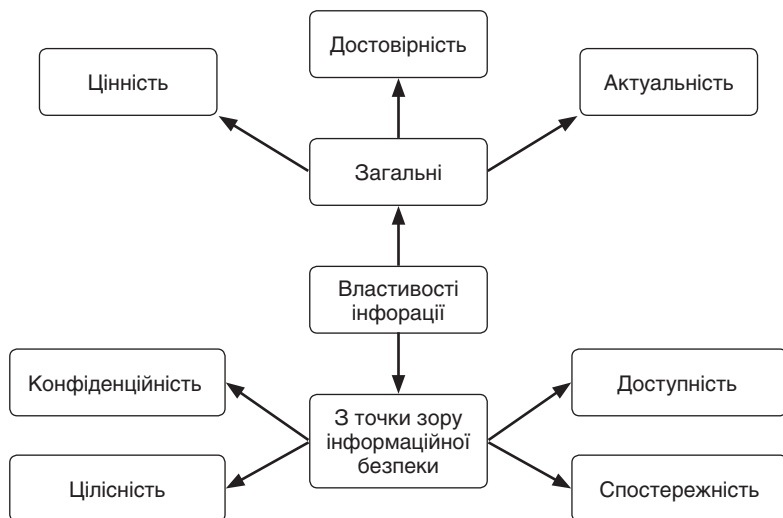 Достовірність
Цінність
Актуальність
Загальні
Властивості
інфорації
Конфіденційність
Доступність
З точки зору
інформаційної
безпеки
Цілісність
Спостережність